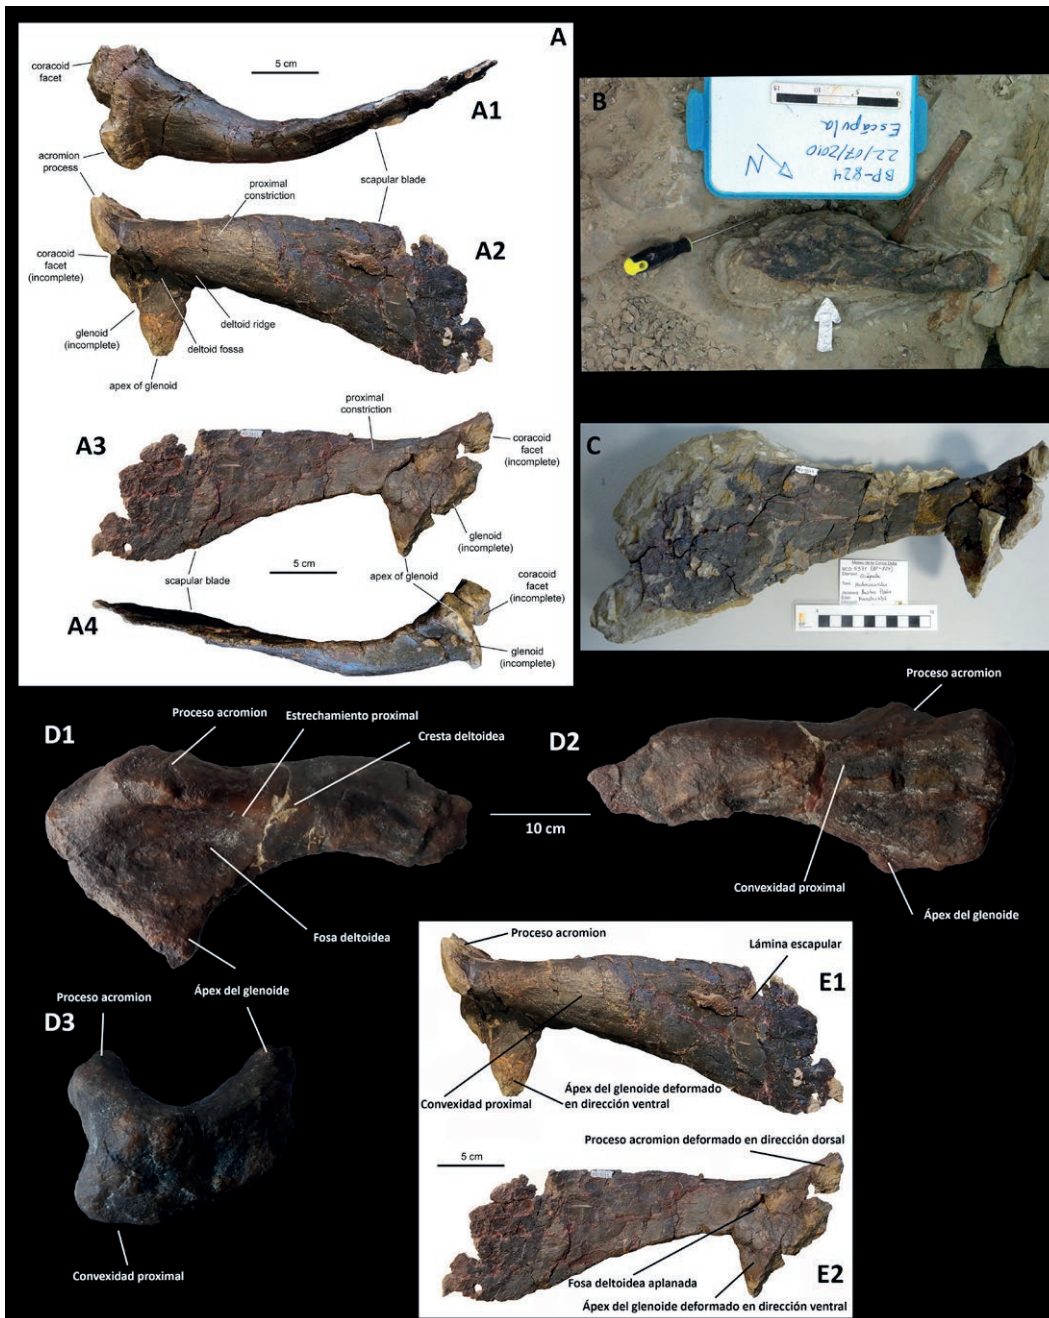 A
coracoid
facet
5 cm
A1
acromion
process
scapular blade
proximal
constriction
A2
coracoid
facet
(incomplete)
deltoid ridge
glenoid
(incomplete)
deltoid fossa
apex of glenoid
proximal
constriction
A3
coracoid
facet
(incomplete)
glenoid
(incomplete)
scapular blade
5 cm
apex of glenoid
coracoid
facet
(incomplete)
A4
glenoid
(incomplete)
B
BP-824
22/07/2010
Escápula
N
0
5
10
15
C
D1
Proceso acromion
Estrechamiento proximal
Cresta deltoidea
Fosa deltoidea
Ápex del glenoide
10 cm
D2
Proceso acromion
Convexidad proximal
Ápex del glenoide
D3
Proceso acromion
Convexidad proximal
Proceso acromion
Lámina escapular
E1
Convexidad proximal
Ápex del glenoide deformado
en dirección ventral
Proceso acromion deformado en dirección dorsal
5 cm
Fosa deltoidea aplanada
E2
Ápex del glenoide deformado en dirección ventral